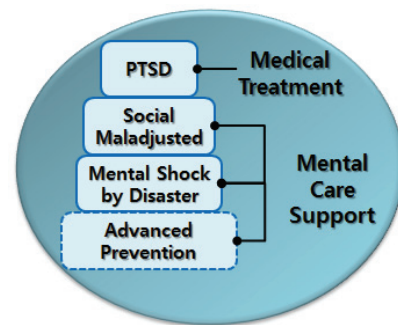 PTSD
Medical
Treatment
Social
Maladjusted
Mental Shock
by Disaster
Mental
Care
Support
Advanced
Prevention